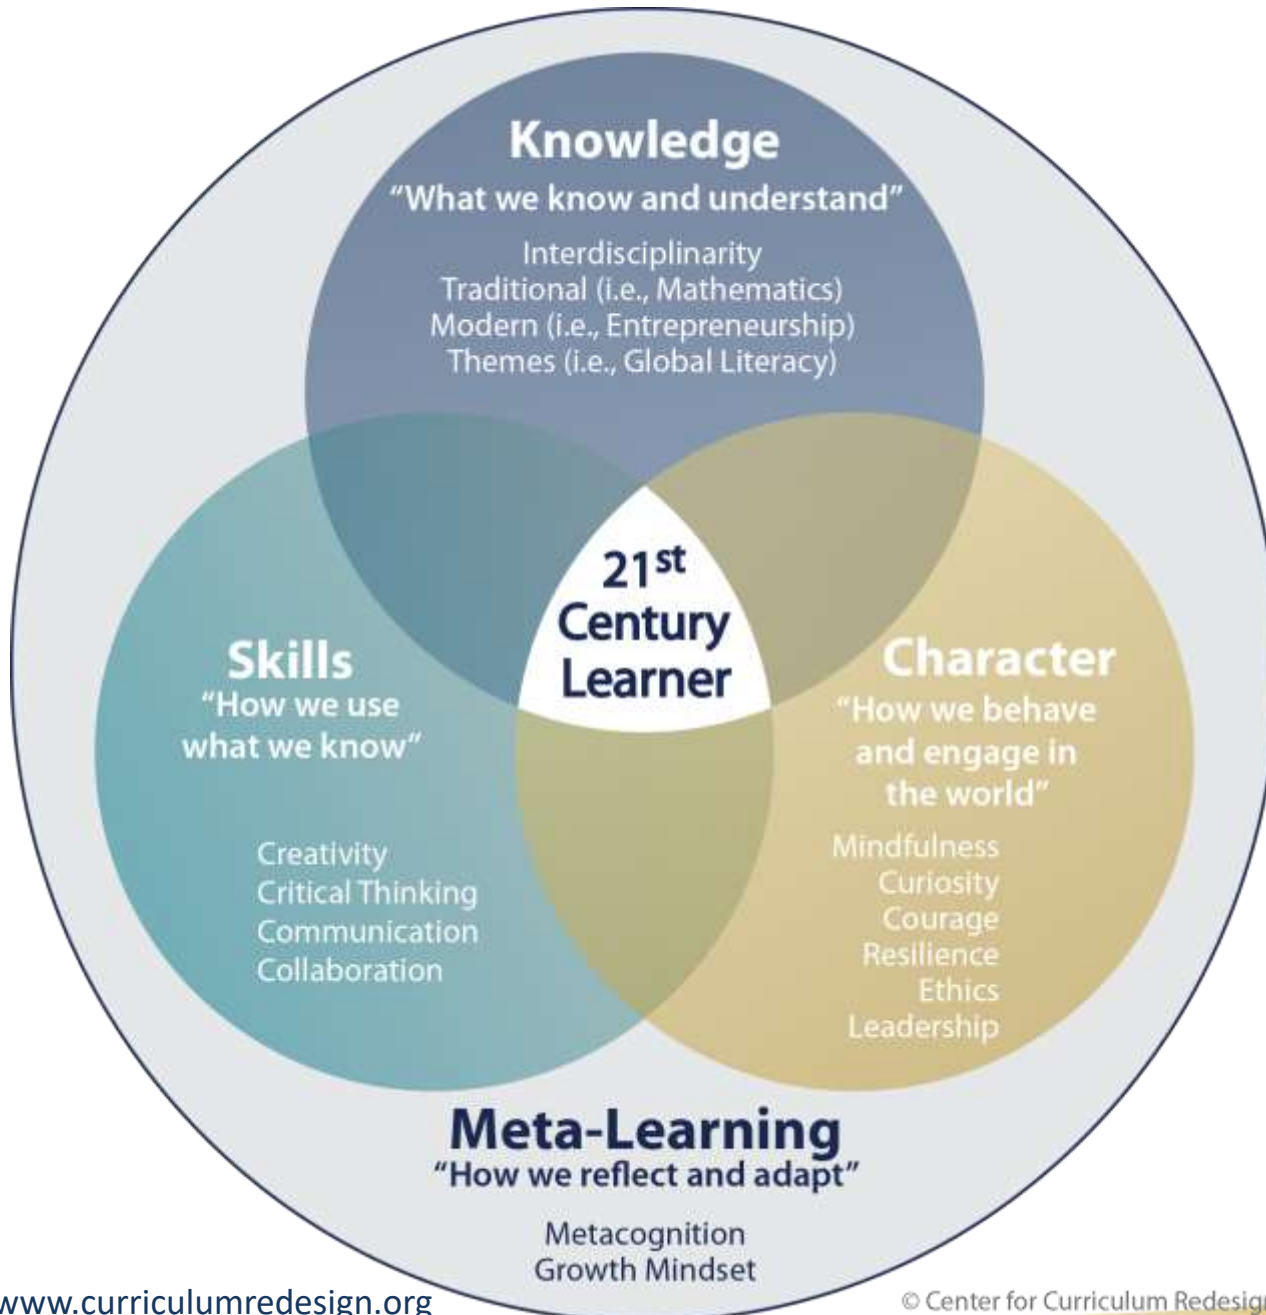 Knowledge
“What we know and understand”
Interdisciplinarity
Traditional (i.e., Mathematics)
Modern (i.e., Entrepreneurship)
Themes (i.e., Global Literacy)
21st
Century
Learner
Skills
“How we use
what we know”
Creativity
Critical Thinking
Communication
Collaboration
Character
“How we behave
and engage in
the world”
Mindfulness
Curiosity
Courage
Resilience
Ethics
Leadership
Meta-Learning
“How we reflect and adapt”
Metacognition
Growth Mindset
www.curriculumredesign.org
© Center for Curriculum Redesign